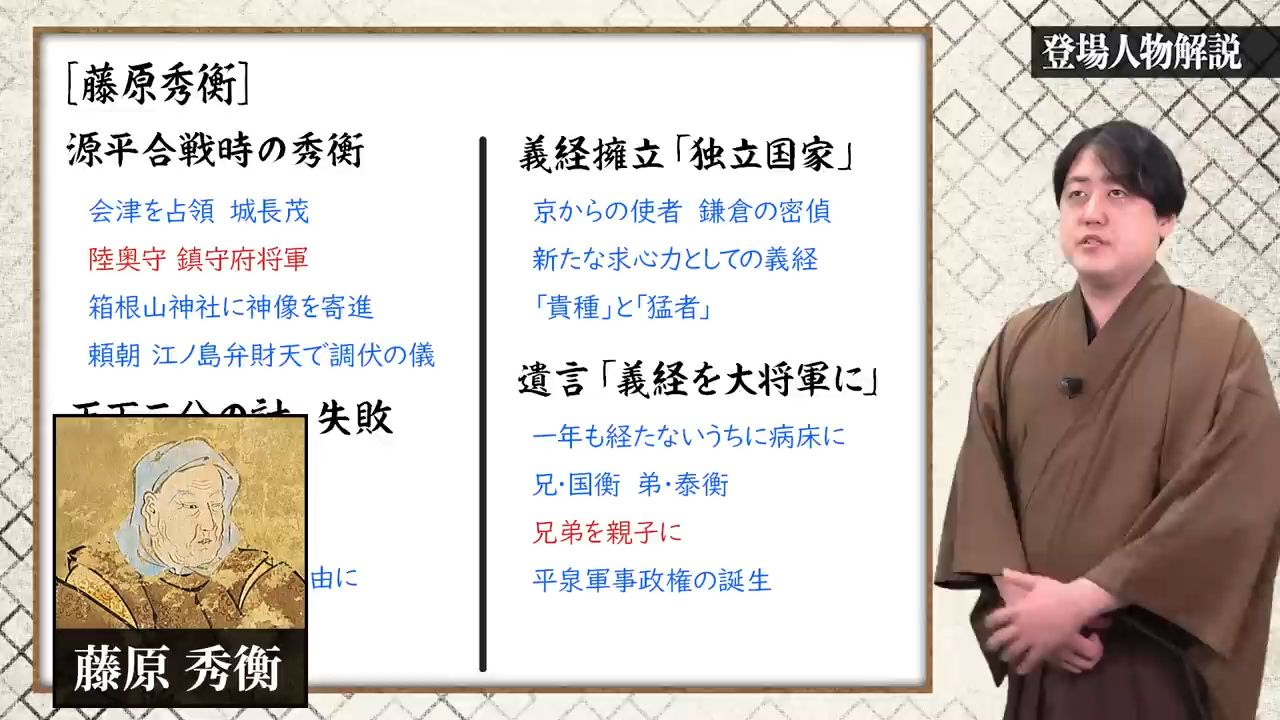 登場人物解説
[藤原秀衡]
源平合戦時の秀衡
会津を占領 城長茂
陸奥守 鎮守府将軍
箱根山神社に神像を寄進
頼朝 江ノ島弁財天で調伏の儀
失敗
由に
義経擁立「独立国家」
京からの使者 鎌倉の密偵
新たな求心力としての義経
「貴種」と「猛者」
遺言「義経を大将軍に」
一年も経たないうちに病床に
兄・国衡 弟・泰衡
兄弟を親子に
平泉軍事政権の誕生
藤原 秀衡